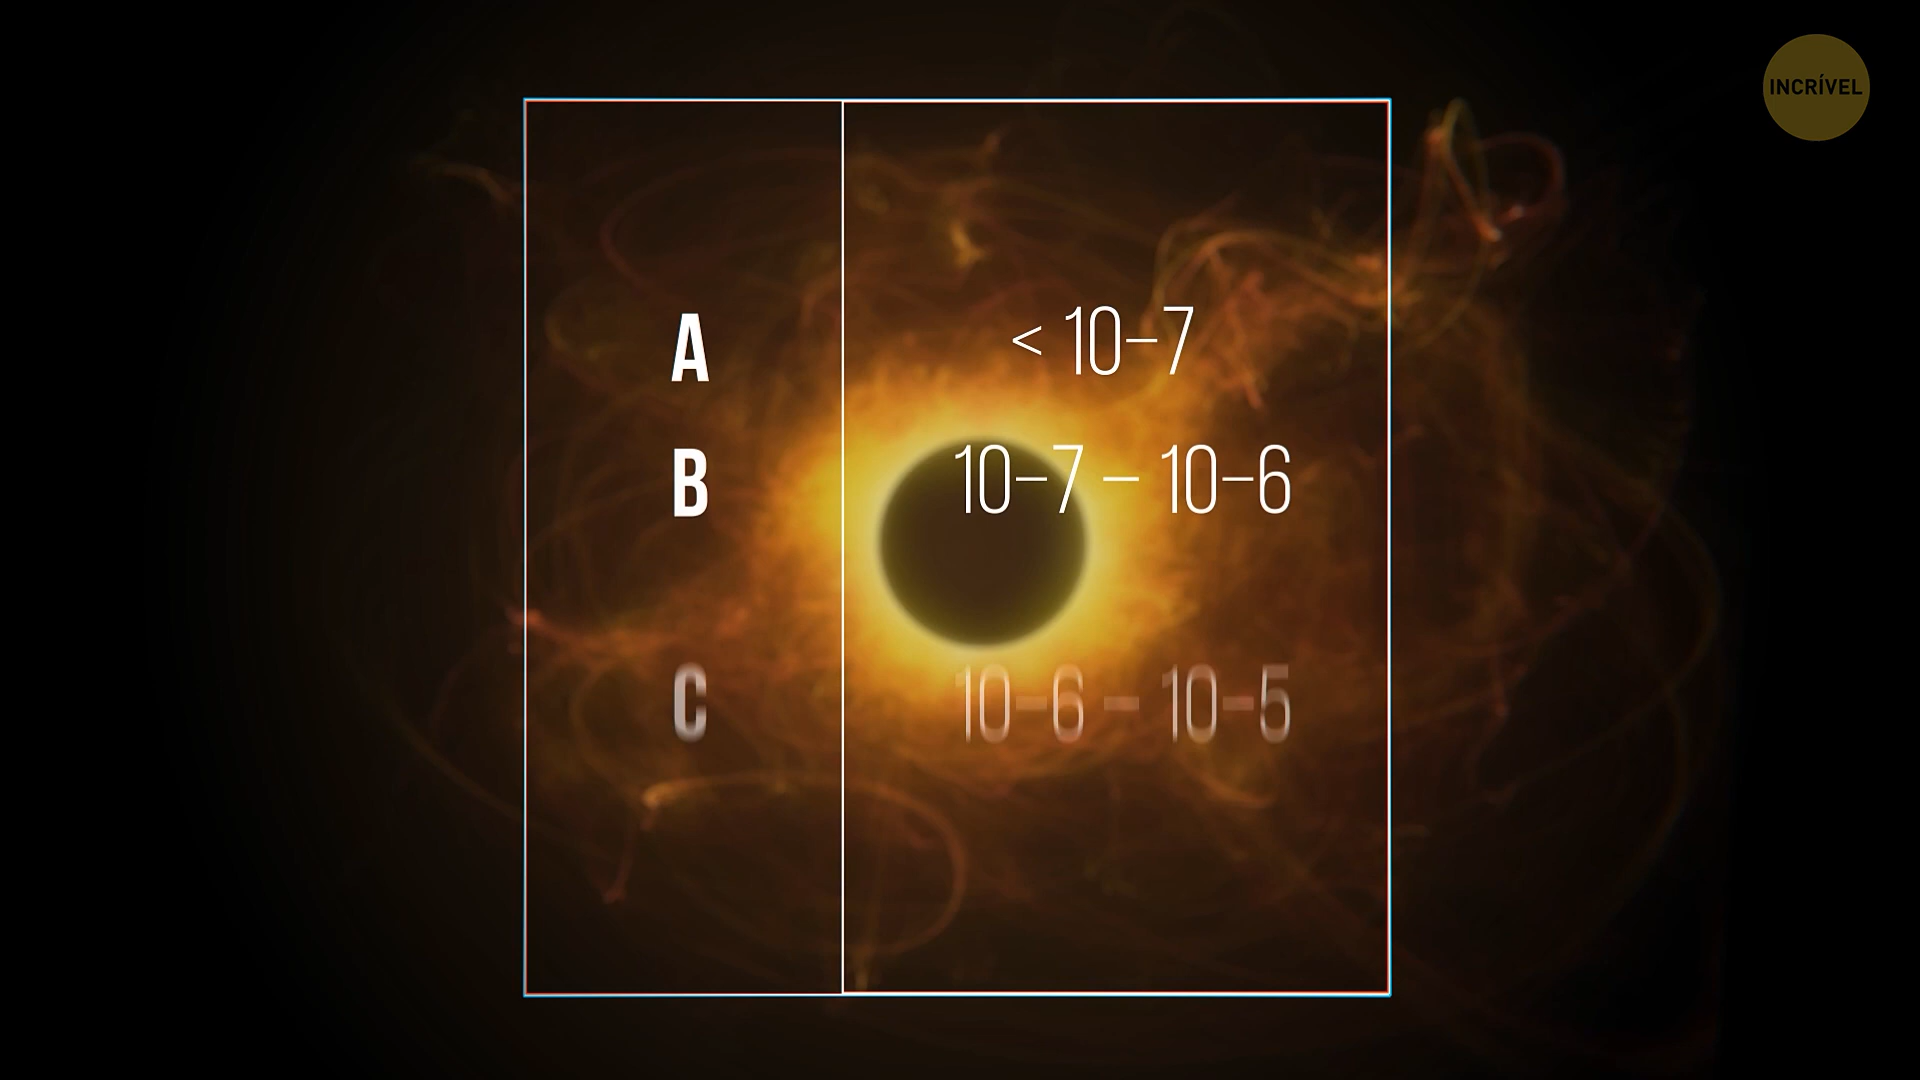 INCRÍVEL
A < 10–7
B 10–7 – 10–6
C 10–6 – 10–5